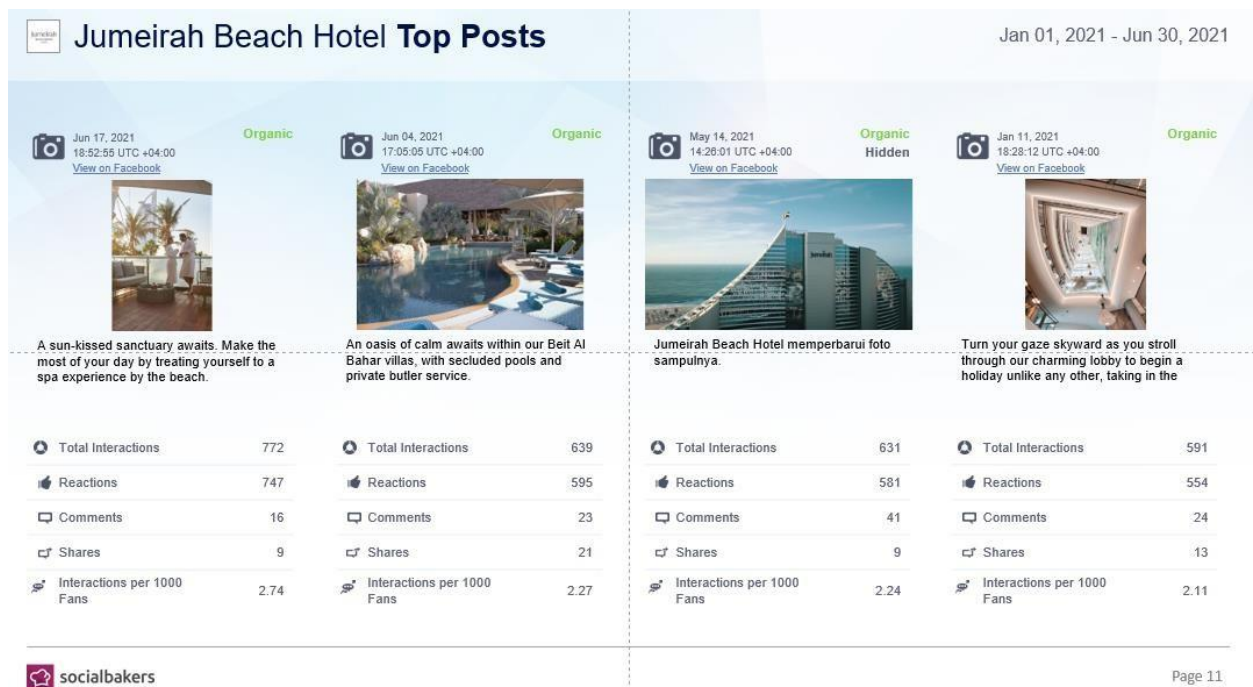 Jumeirah Beach Hotel Top Posts
Jan 01, 2021 - Jun 30, 2021
Jun 17, 2021
Organic
18:52:55 UTC +04:00
View on Facebook
A sun-kissed sanctuary awaits. Make the
most of your day by treating yourself to a
spa experience by the beach.
Total Interactions 772
Reactions 747
Comments 16
Shares 9
Interactions per 1000
Fans
2.74
Jun 04, 2021
Organic
17:05:05 UTC +04:00
View on Facebook
An oasis of calm awaits within our Beit Al
Bahar villas, with secluded pools and
private butler service.
Total Interactions 639
Reactions 595
Comments 23
Shares 21
Interactions per 1000
Fans
2.27
May 14, 2021
Organic
14:26:01 UTC +04:00
Hidden
View on Facebook
Jumeirah
Jumeirah Beach Hotel memperbarui foto
sampulnya.
Total Interactions 631
Reactions 581
Comments 41
Shares 9
Interactions per 1000
Fans
2.24
Jan 11, 2021
Organic
18:28:12 UTC +04:00
View on Facebook
Turn your gaze skyward as you stroll
through our charming lobby to begin a
holiday unlike any other, taking in the
Total Interactions 591
Reactions 554
Comments 24
Shares 13
Interactions per 1000
Fans
2.11
socialbakers
Page 11